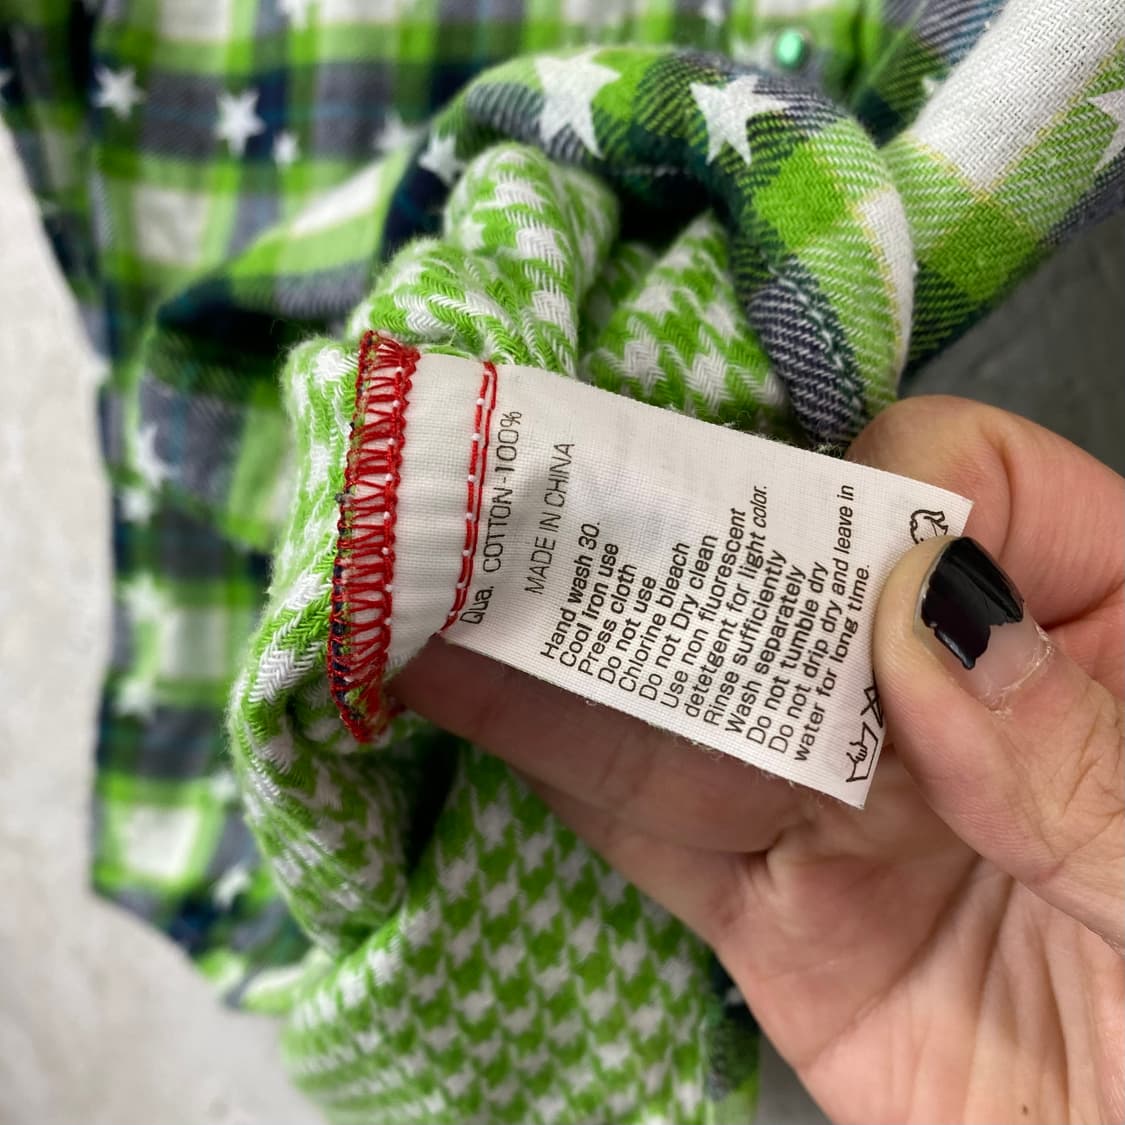 Qua. COTTON-100%
MADE IN CHINA
Hand wash 30.
Cool from use
Press cloth
Do not use
Chlorine bleach
Do not Dry clean
Use non fluorescent
detetgent for light color.
Rinse sufficiently
Wash separately
Do not tumble dry
Do not drip dry and leave in
water for long time.